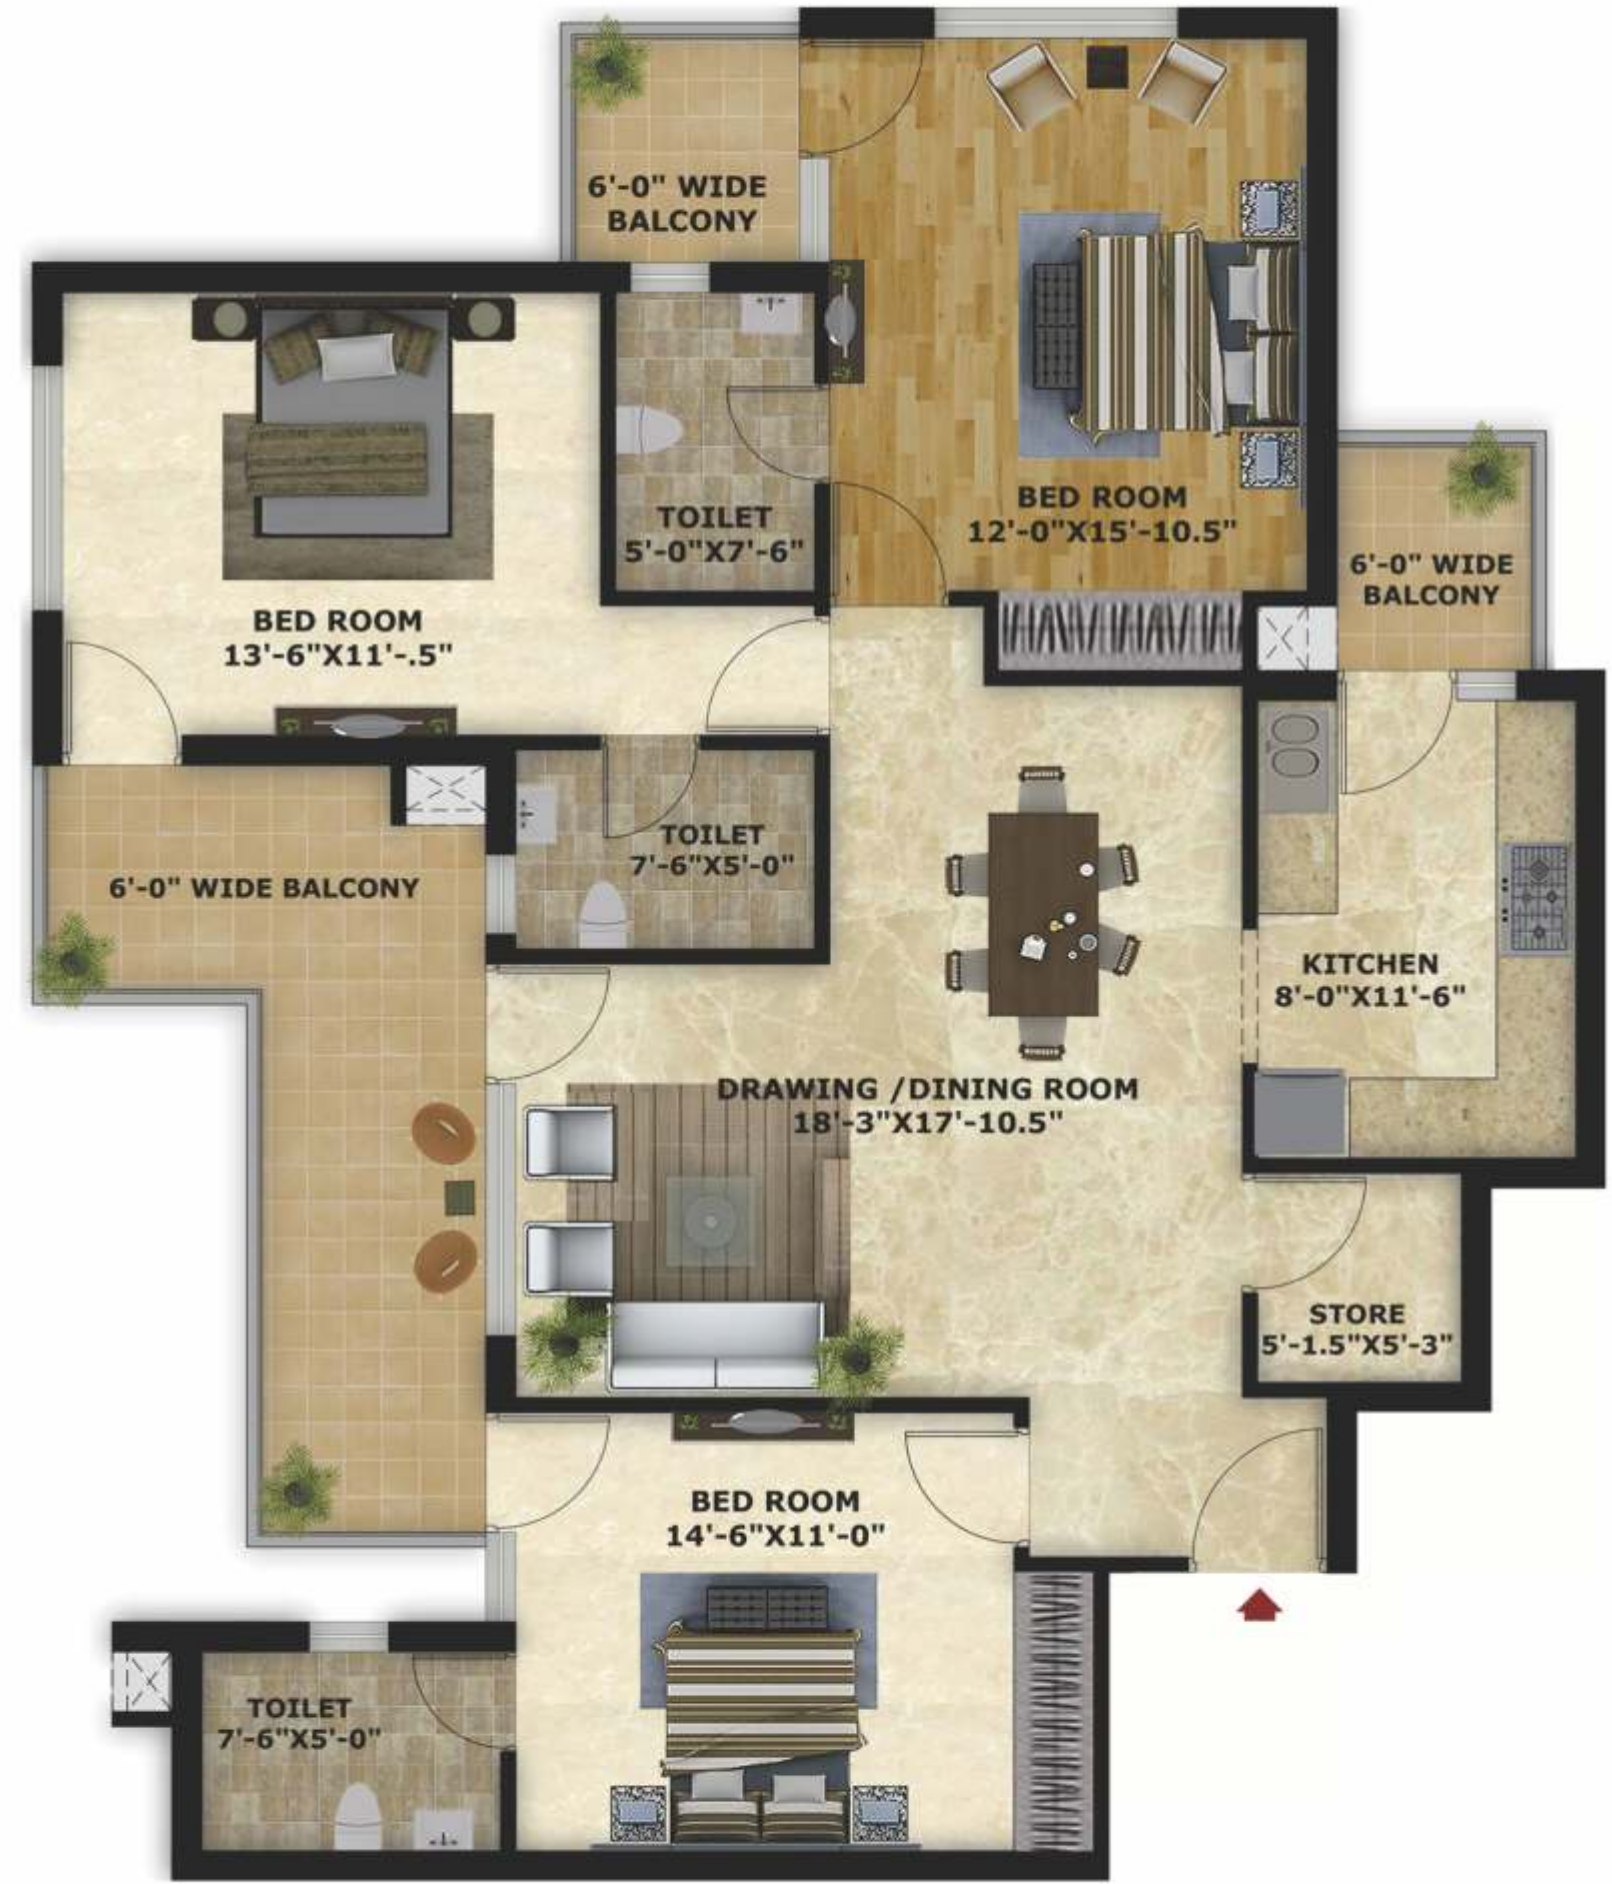 6'-0" WIDE
BALCONY
BED ROOM
12'-0"X15'-10.5"
TOILET
5'-0"X7'-6"
6'-0" WIDE
BALCONY
BED ROOM
13'-6"X11'-.5"
TOILET
7'-6"X5'-0"
6'-0" WIDE BALCONY
KITCHEN
8'-0"X11'-6"
DRAWING /DINING ROOM
18'-3"X17'-10.5"
STORE
5'-1.5"X5'-3"
BED ROOM
14'-6"X11'-0"
TOILET
7'-6"X5'-0"